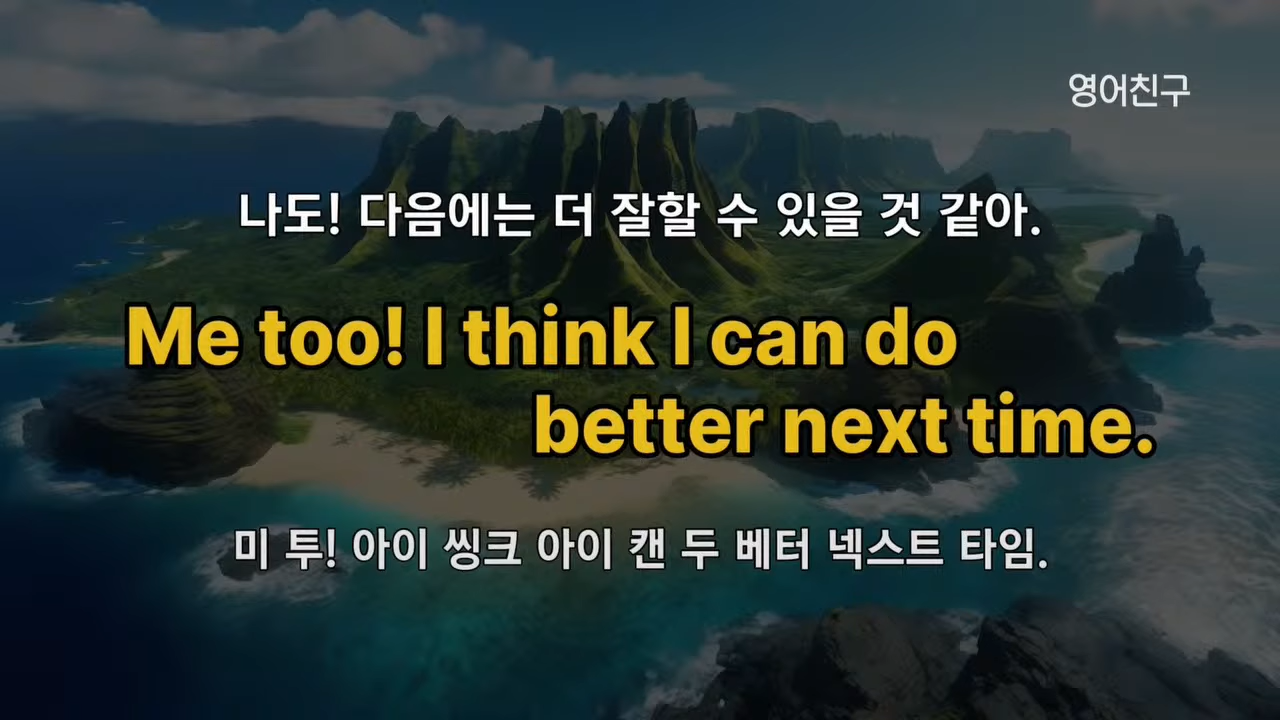 영어친구
나도! 다음에는 더 잘할 수 있을 것 같아.
Me too! I think I can do
better next time.
미 투! 아이 씽크 아이 캔 두 베터 넥스트 타임.